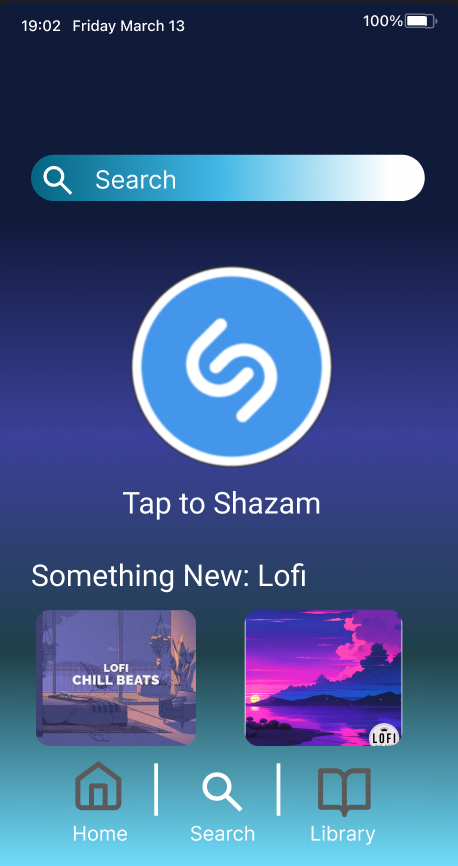 19:02 Friday March 13 100%
Search
Tap to Shazam
Something New: Lofi
LOFI
CHILL BEATS
LOFI
Home Search Library